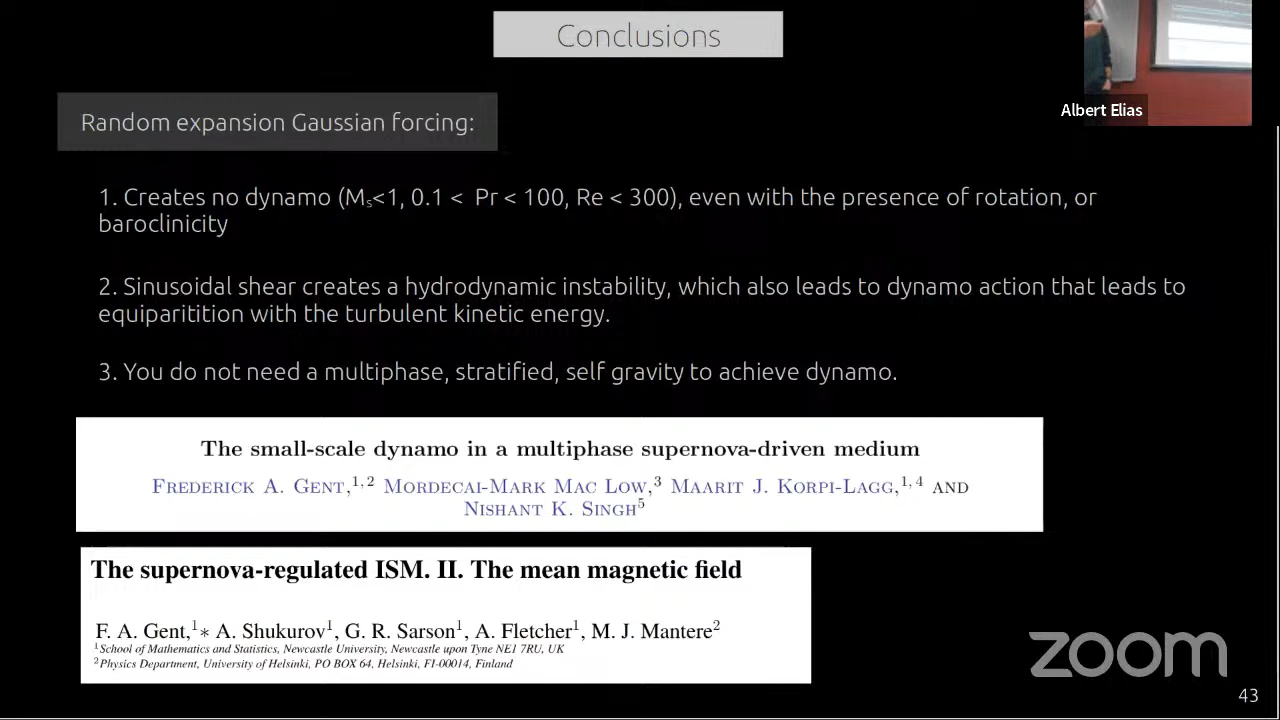 Conclusions
Albert Elias
Random expansion Gaussian forcing:
1. Creates no dynamo (Mₛ<1, 0.1 < Pr < 100, Re < 300), even with the presence of rotation, or
baroclinicity
2. Sinusoidal shear creates a hydrodynamic instability, which also leads to dynamo action that leads to
equiparitition with the turbulent kinetic energy.
3. You do not need a multiphase, stratified, self gravity to achieve dynamo.
The small-scale dynamo in a multiphase supernova-driven medium
Frederick A. Gent,¹,² Mordecai-Mark Mac Low,³ Maarit J. Korpi-Lagg,¹,⁴ and
Nishant K. Singh⁵
The supernova-regulated ISM. II. The mean magnetic field
F. A. Gent,¹* A. Shukurov¹, G. R. Sarson¹, A. Fletcher¹, M. J. Mantere²
¹School of Mathematics and Statistics, Newcastle University, Newcastle upon Tyne NE1 7RU, UK
²Physics Department, University of Helsinki, PO BOX 64, Helsinki, FI-00014, Finland
zoom
43